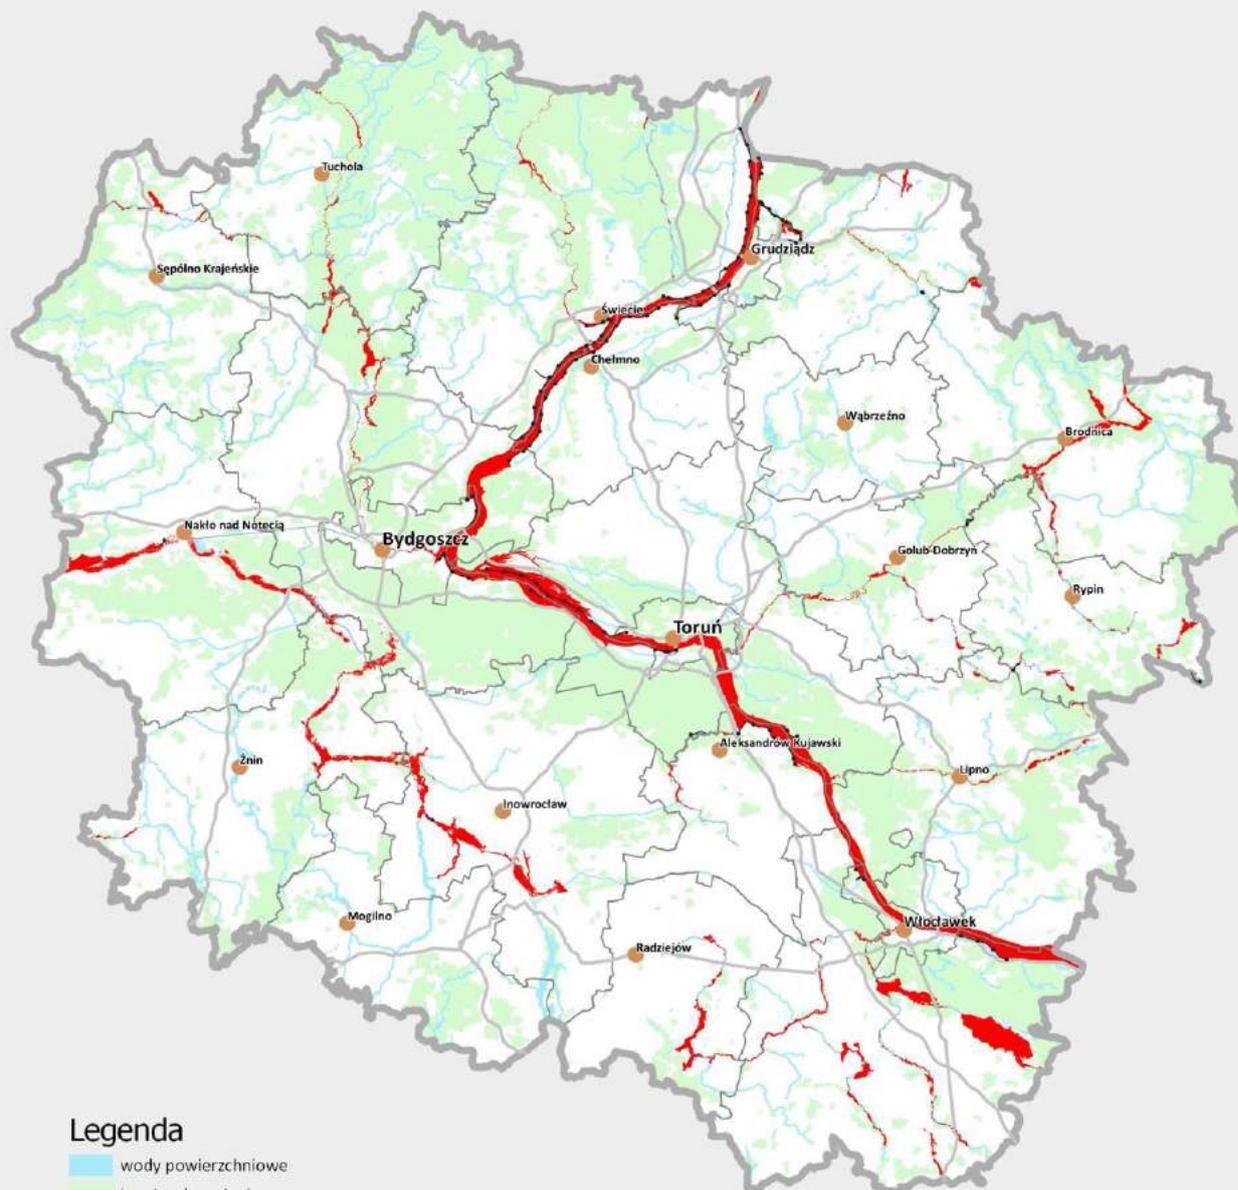 Tuchola
Sępólno Krajeńskie
Grudziądz
Świecie
Chełmno
Wąbrzeźno
Brodnica
Nakło nad Notecią
Bydgoszcz
Golub-Dobrzyń
Rypin
Toruń
Aleksandrów Kujawski
Żnin
Lipno
Inowrocław
Mogilno
Włocławek
Radziejów
Legenda
wody powierzchniowe